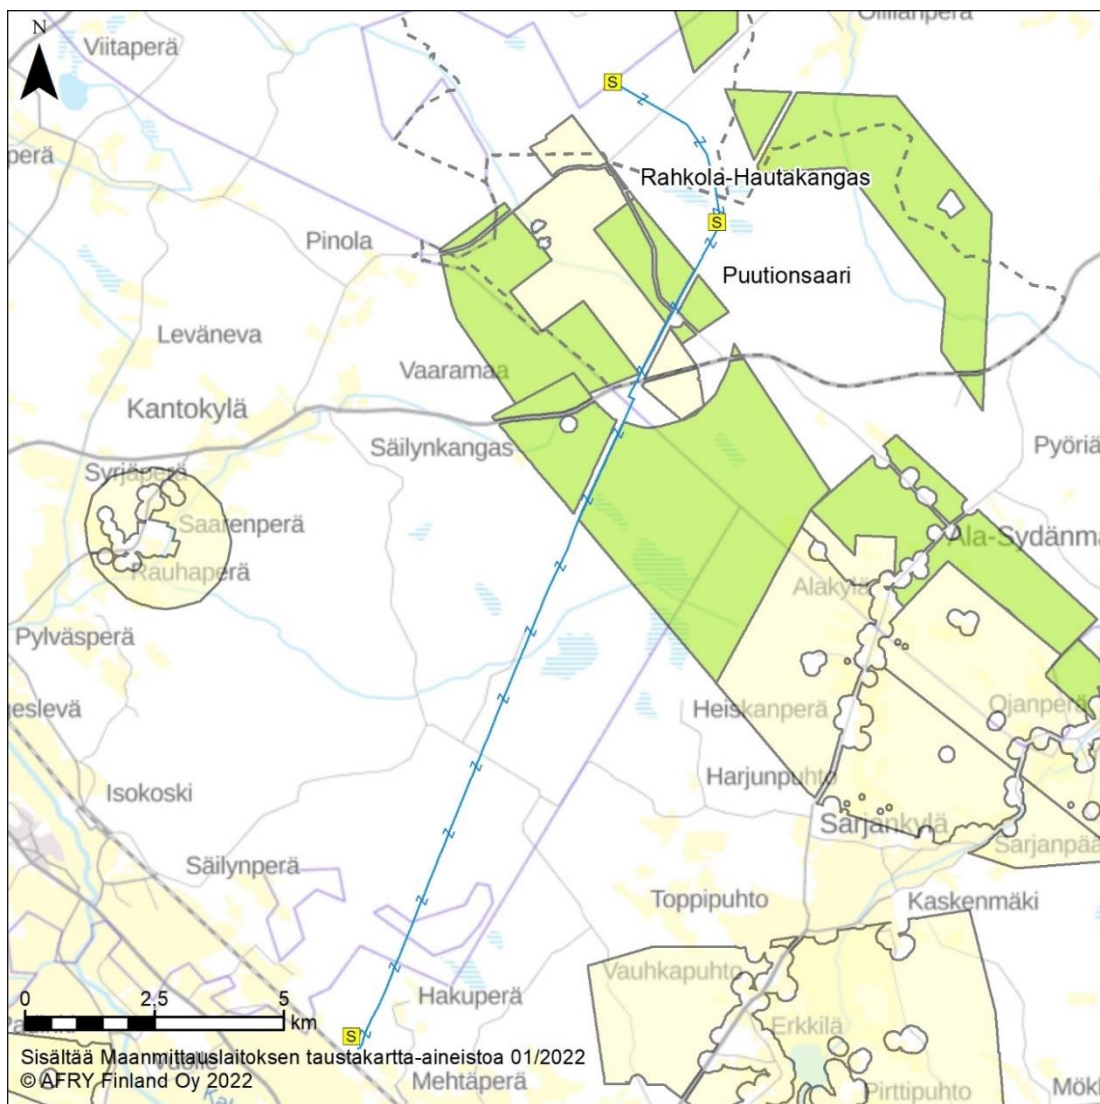 N
Viitaperä
perä
Rahkola-Hautakangas
S
S
Pinola
Puutionsaari
Leväneva
Vaaramaa
Kantokylä
Säilynkangas
Pyöriä
Syrjäperä
Saarenperä
Ala-Sydänma
Rauhaperä
Alakylä
Pylväsperä
geslevä
Heiskanperä
Ojanperä
Harjunpuhto
Isokoski
Sarjankylä
Sarjanpää
Säilynperä
Toppipuhto
Kaskenmäki
Vauhkapuhto
Hakuperä
0 2,5 5
km
Erkkilä
S
Sisältää Maanmittauslaitoksen taustakartta-aineistoa 01/2022
© AFRY Finland Oy 2022
Mehtäperä
Pirttipuhto
Mökl